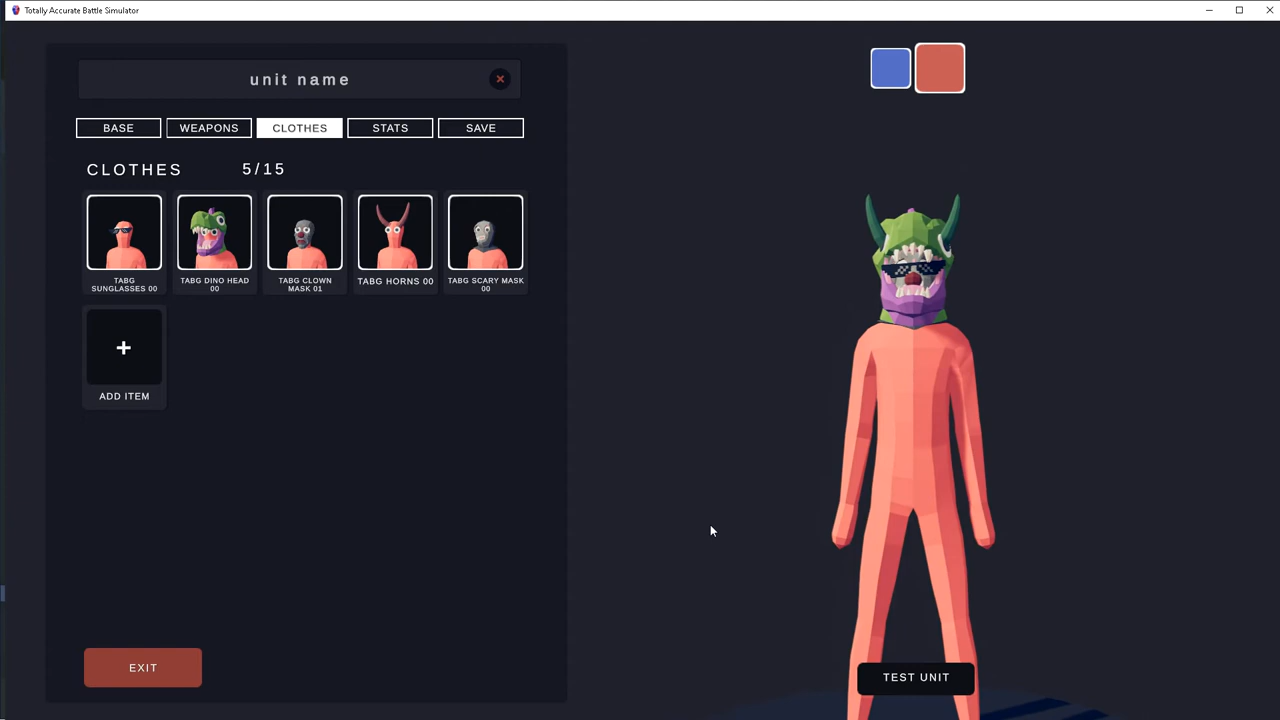 Totally Accurate Battle Simulator
unit name
BASE
WEAPONS
CLOTHES
STATS
SAVE
CLOTHES 5/15
TABG
SUNGLASSES 00
TABG DINO HEAD
00
TABG CLOWN
MASK 01
TABG HORNS 00
TABG SCARY MASK
00
+
ADD ITEM
EXIT
TEST UNIT